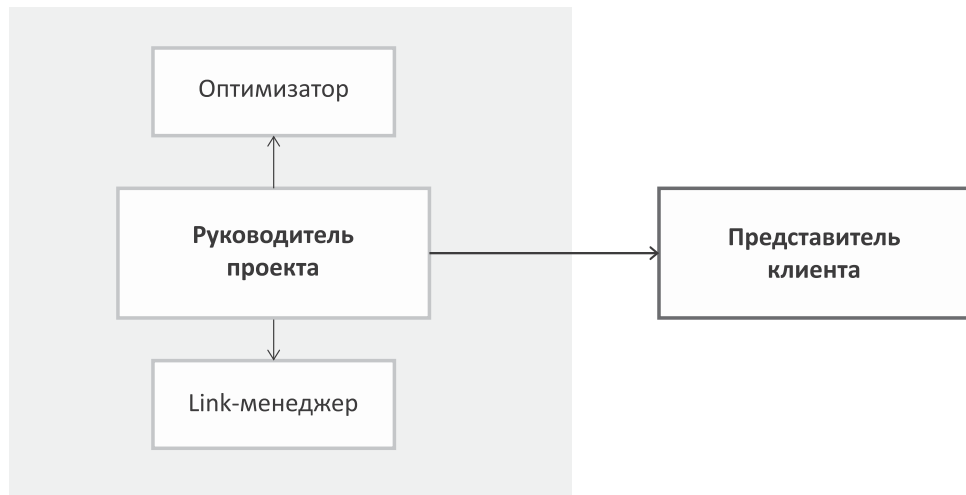 Оптимизатор
Руководитель
проекта
Представитель
клиента
Link-менеджер